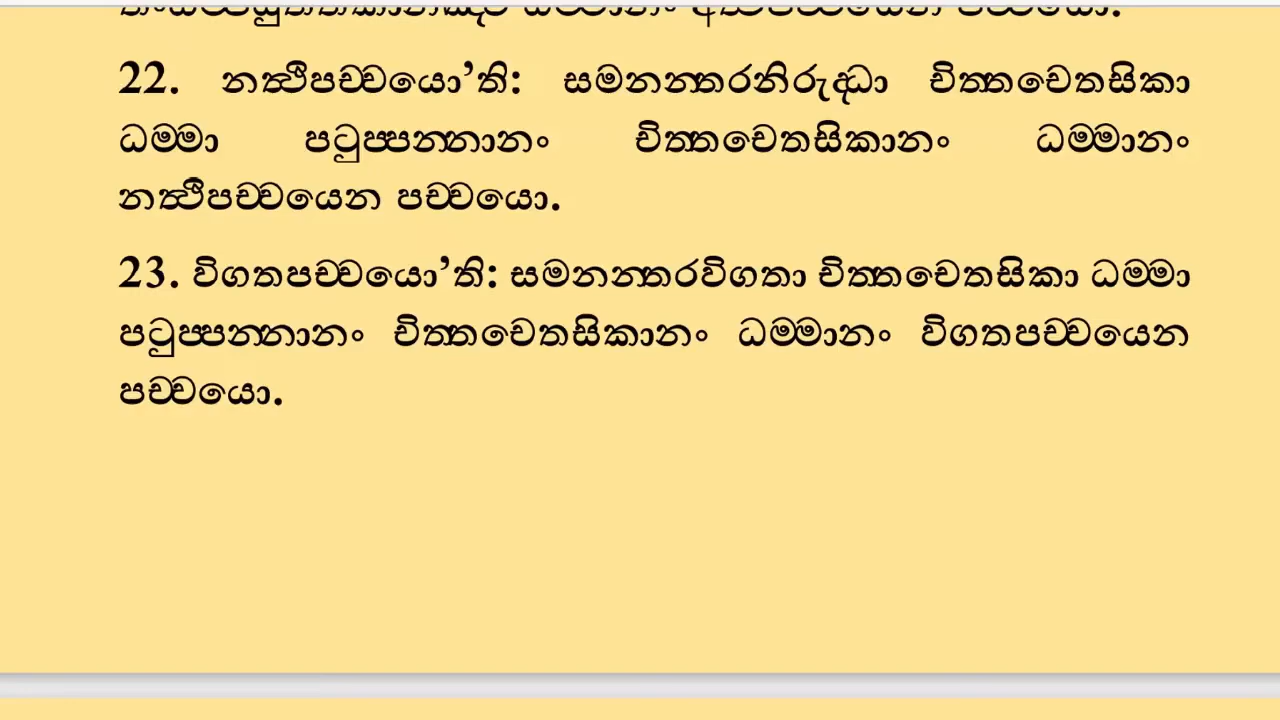 22. නත්‍ථිපච‍්චයො’ති: සමනන‍්තරනිරුද‍්ධා චිත‍්තචෙතසිකා
ධම‍්මා පටුප‍්පන‍්නානං චිත‍්තචෙතසිකානං ධම‍්මානං
නත්‍ථිපච‍්චයෙන පච‍්චයො.
23. විගතපච‍්චයො’ති: සමනන‍්තරවිගතා චිත‍්තචෙතසිකා ධම‍්මා
පටුප‍්පන‍්නානං චිත‍්තචෙතසිකානං ධම‍්මානං විගතපච‍්චයෙන
පච‍්චයො.